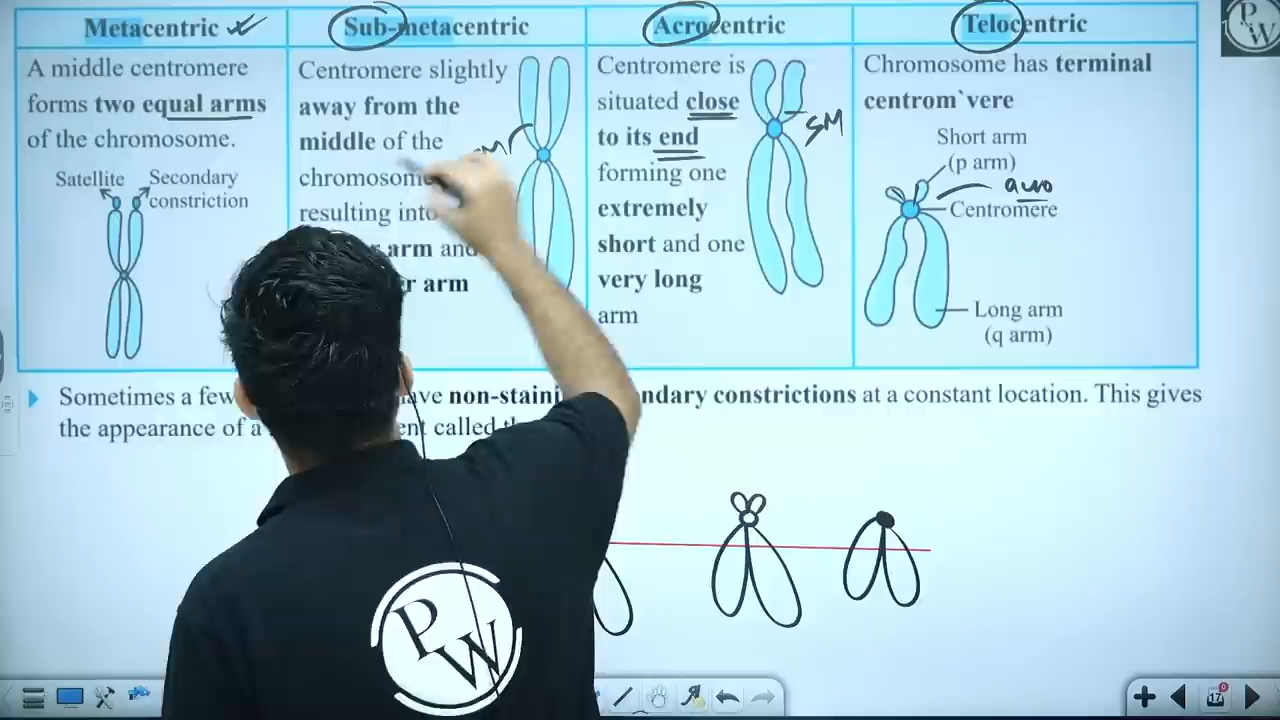 Metacentric
Sub-metacentric
Acrocentric
Telocentric
A middle centromere
forms two equal arms
of the chromosome.
Satellite
Secondary
constriction
Centromere slightly
away from the
middle of the
chromosome
resulting into
arm and
r arm
Centromere is
situated close
to its end
forming one
extremely
short and one
very long
arm
SM
Chromosome has terminal
centrom`vere
Short arm
(p arm)
acro
Centromere
Long arm
(q arm)
Sometimes a few ave non-staini ndary constrictions at a constant location. This gives
the appearance of a ent called
PW
PW
17